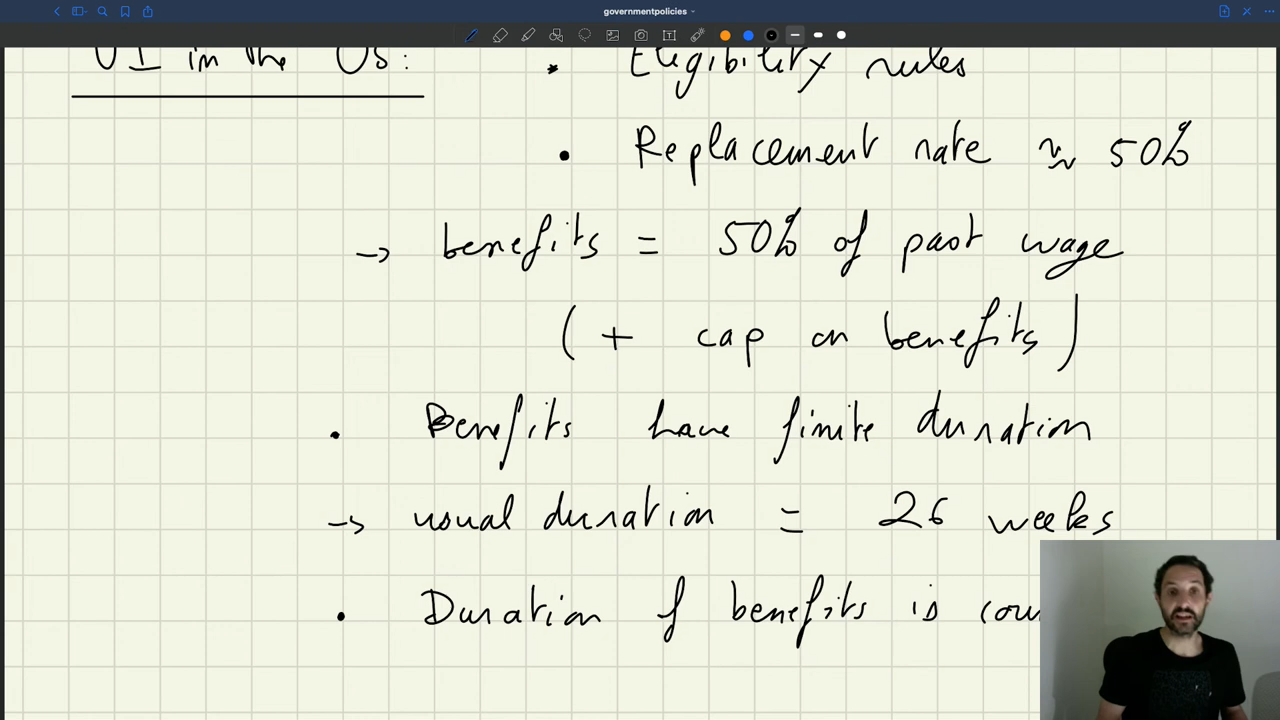 governmentpolicies
UI in the US:
• Eligibility rules
• Replacement rate ≈ 50%
→ benefits = 50% of past wage
(+ cap on benefits)
• Benefits have finite duration
→ usual duration = 26 weeks
• Duration of benefits is